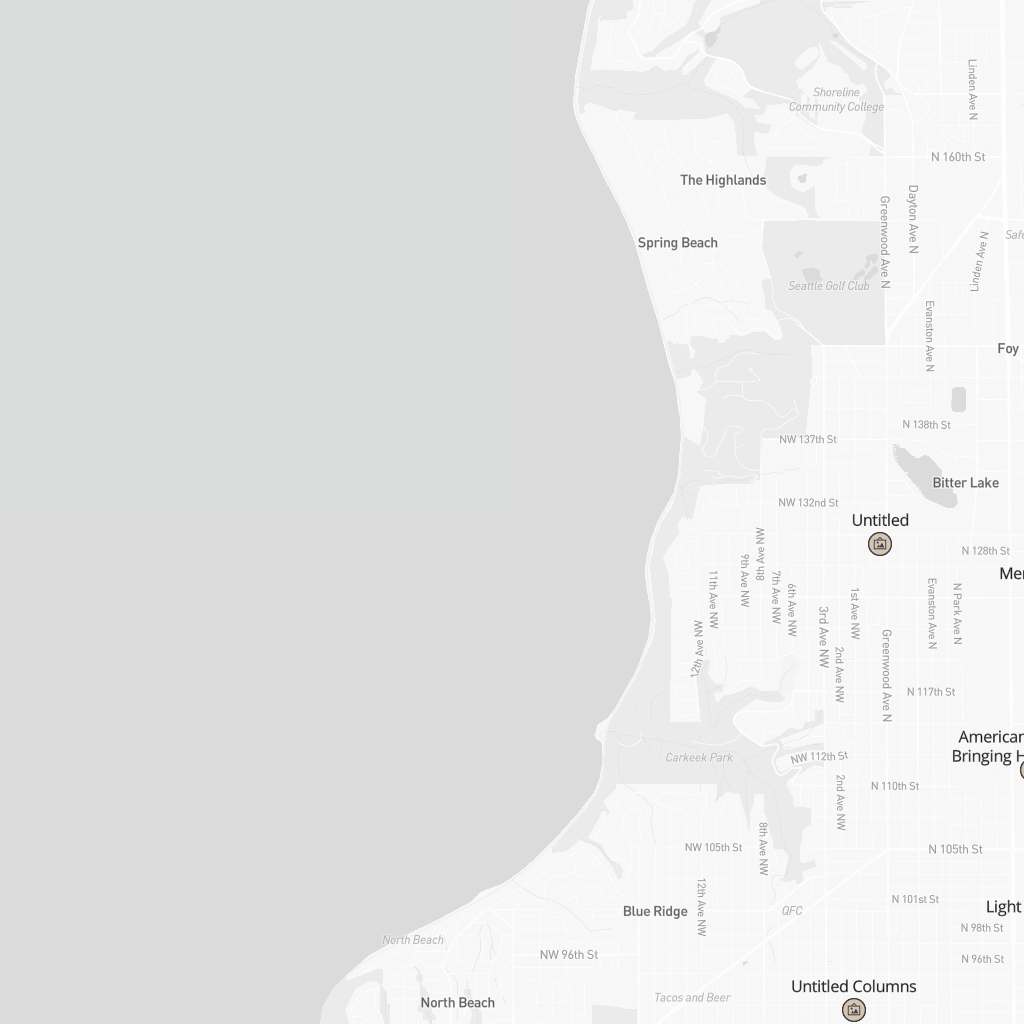 Shoreline
Community College
Linden Ave N
N 160th St
The Highlands
Dayton Ave N
Greenwood Ave N
Spring Beach
Linden Ave N
Safe
Seattle Golf Club
Evanston Ave N
Foy
N 138th St
NW 137th St
Bitter Lake
NW 132nd St
Untitled
8th Ave NW
N 128th St
9th Ave NW
Mer
11th Ave NW
7th Ave NW
6th Ave NW
1st Ave NW
Evanston Ave N
N Park Ave N
3rd Ave NW
12th Ave NW
2nd Ave NW
Greenwood Ave N
N 117th St
American
Bringing H
Carkeek Park
NW 112th St
N 110th St
2nd Ave NW
8th Ave NW
NW 105th St
N 105th St
12th Ave NW
N 101st St
Light
Blue Ridge
QFC
N 98th St
North Beach
NW 96th St
N 96th St
Untitled Columns
Tacos and Beer
North Beach